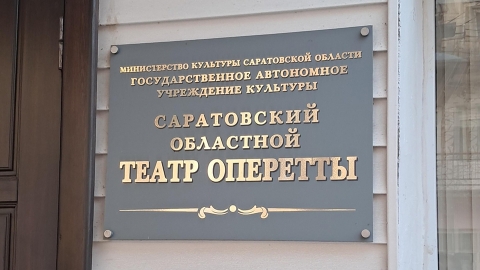 МИНИСТЕРСТВО КУЛЬТУРЫ САРАТОВСКОЙ ОБЛАСТИ
ГОСУДАРСТВЕННОЕ АВТОНОМНОЕ
УЧРЕЖДЕНИЕ КУЛЬТУРЫ
САРАТОВСКИЙ
ОБЛАСТНОЙ
ТЕАТР ОПЕРЕТТЫ